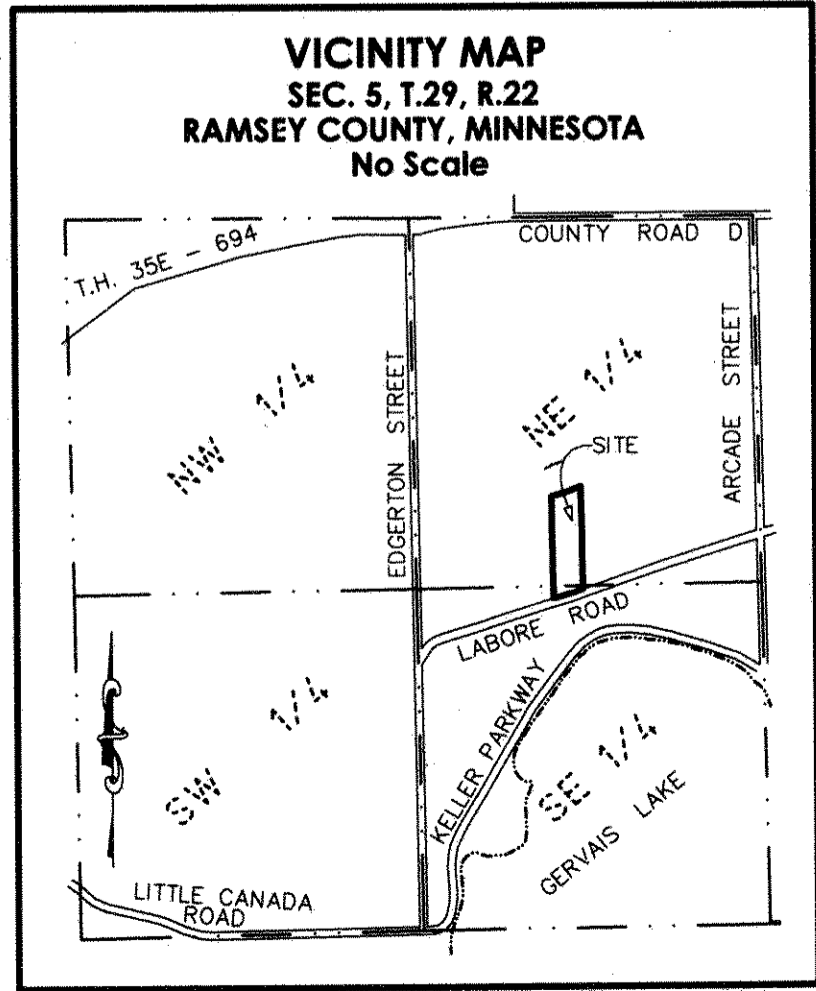 VICINITY MAP
SEC. 5, T.29, R.22
RAMSEY COUNTY, MINNESOTA
No Scale
T.H. 35E - 694
COUNTY ROAD D
NW 1/4
EDGERTON STREET
NE 1/4
ARCADE STREET
SITE
LABORE ROAD
KELLER PARKWAY
SW 1/4
SE 1/4
GERVAIS LAKE
LITTLE CANADA
ROAD